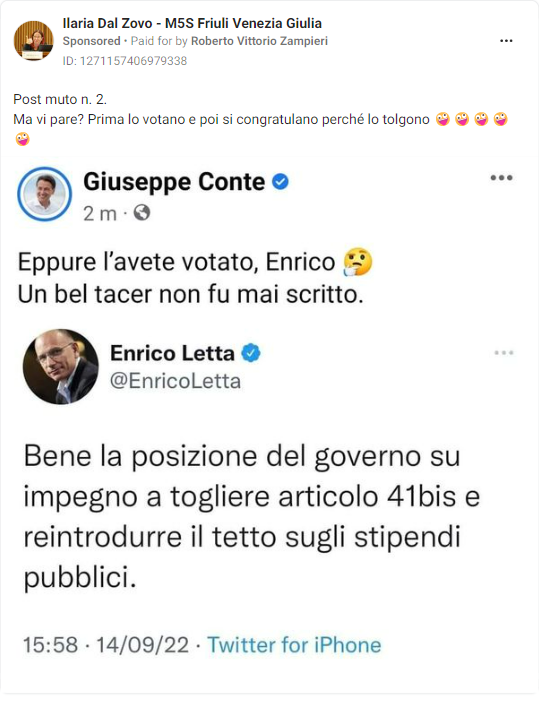 Ilaria Dal Zovo - M5S Friuli Venezia Giulia
Sponsored · Paid for by Roberto Vittorio Zampieri
ID: 1271157406979338
Post muto n. 2.
Ma vi pare? Prima lo votano e poi si congratulano perché lo tolgono 🤪 🤪 🤪 🤪
🤪
Giuseppe Conte
2 m ·
Eppure l’avete votato, Enrico 🤔
Un bel tacer non fu mai scritto.
Enrico Letta
@EnricoLetta
Bene la posizione del governo su
impegno a togliere articolo 41bis e
reintrodurre il tetto sugli stipendi
pubblici.
15:58 · 14/09/22 · Twitter for iPhone